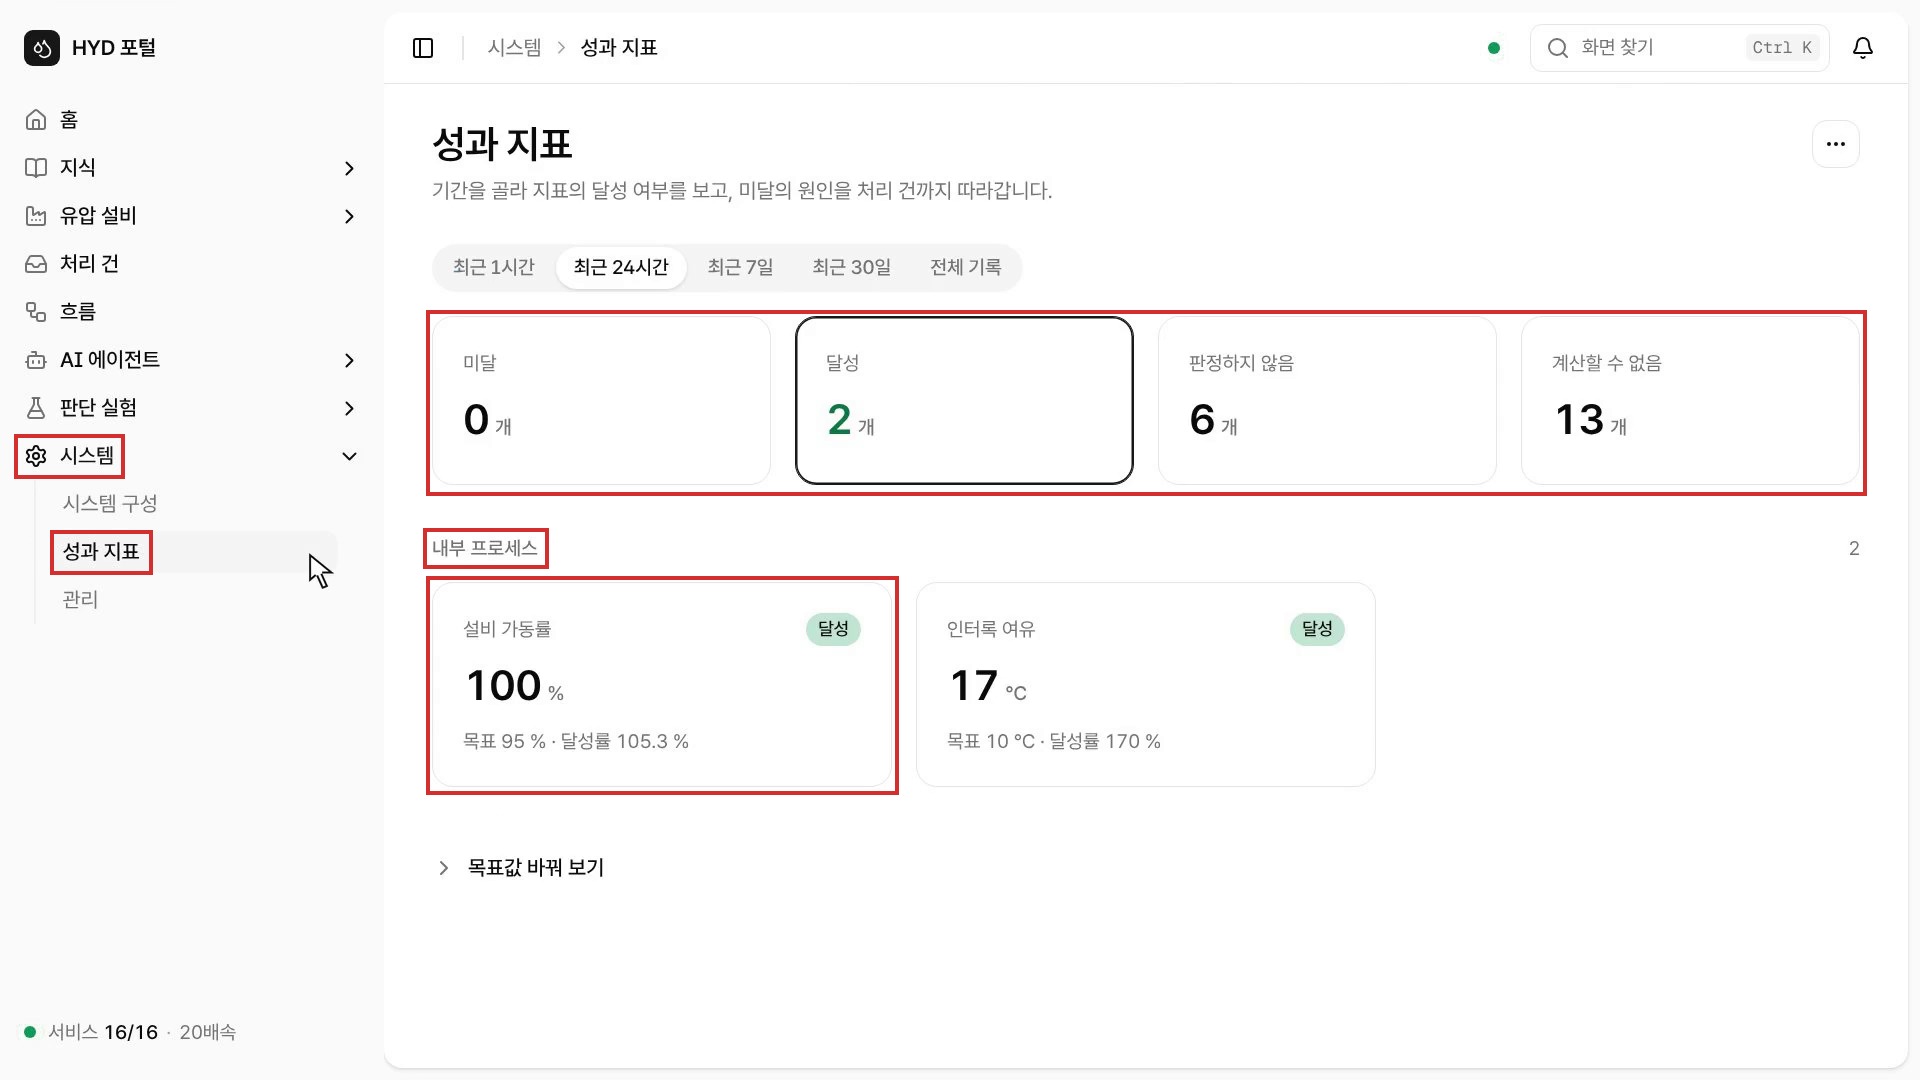 HYD 포털
홈
지식
유압 설비
처리 건
흐름
AI 에이전트
판단 실험
시스템
시스템 구성
성과 지표
관리
서비스 16/16 · 20배속
시스템 > 성과 지표
화면 찾기 Ctrl K
성과 지표
기간을 골라 지표의 달성 여부를 보고, 미달의 원인을 처리 건까지 따라갑니다.
최근 1시간 최근 24시간 최근 7일 최근 30일 전체 기록
미달
0 개
달성
2 개
판정하지 않음
6 개
계산할 수 없음
13 개
내부 프로세스 2
설비 가동률 달성
100 %
목표 95 % · 달성률 105.3 %
인터록 여유 달성
17 °C
목표 10 °C · 달성률 170 %
목표값 바꿔 보기